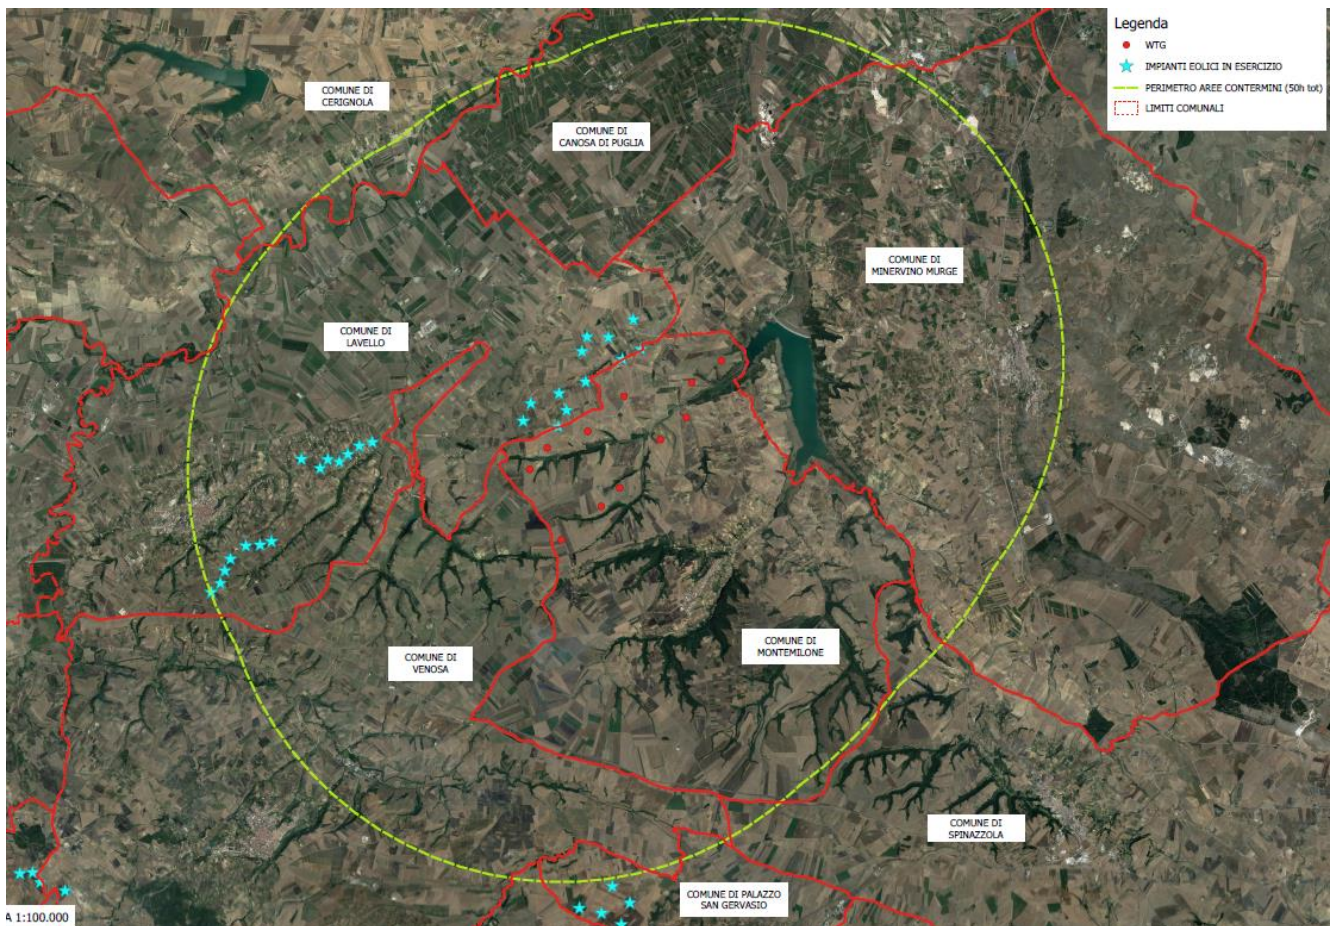 Legenda
WTG
IMPIANTI EOLICI IN ESERCIZIO
PERIMETRO AREE CONTERMINI (50h tot)
LIMITI COMUNALI
COMUNE DI
CERIGNOLA
COMUNE DI
CANOSA DI PUGLIA
COMUNE DI
MINERVINO MURGE
COMUNE DI
LAVELLO
COMUNE DI
VENOSA
COMUNE DI
MONTEMILONE
COMUNE DI
SPINAZZOLA
COMUNE DI PALAZZO
SAN GERVASIO
A 1:100.000